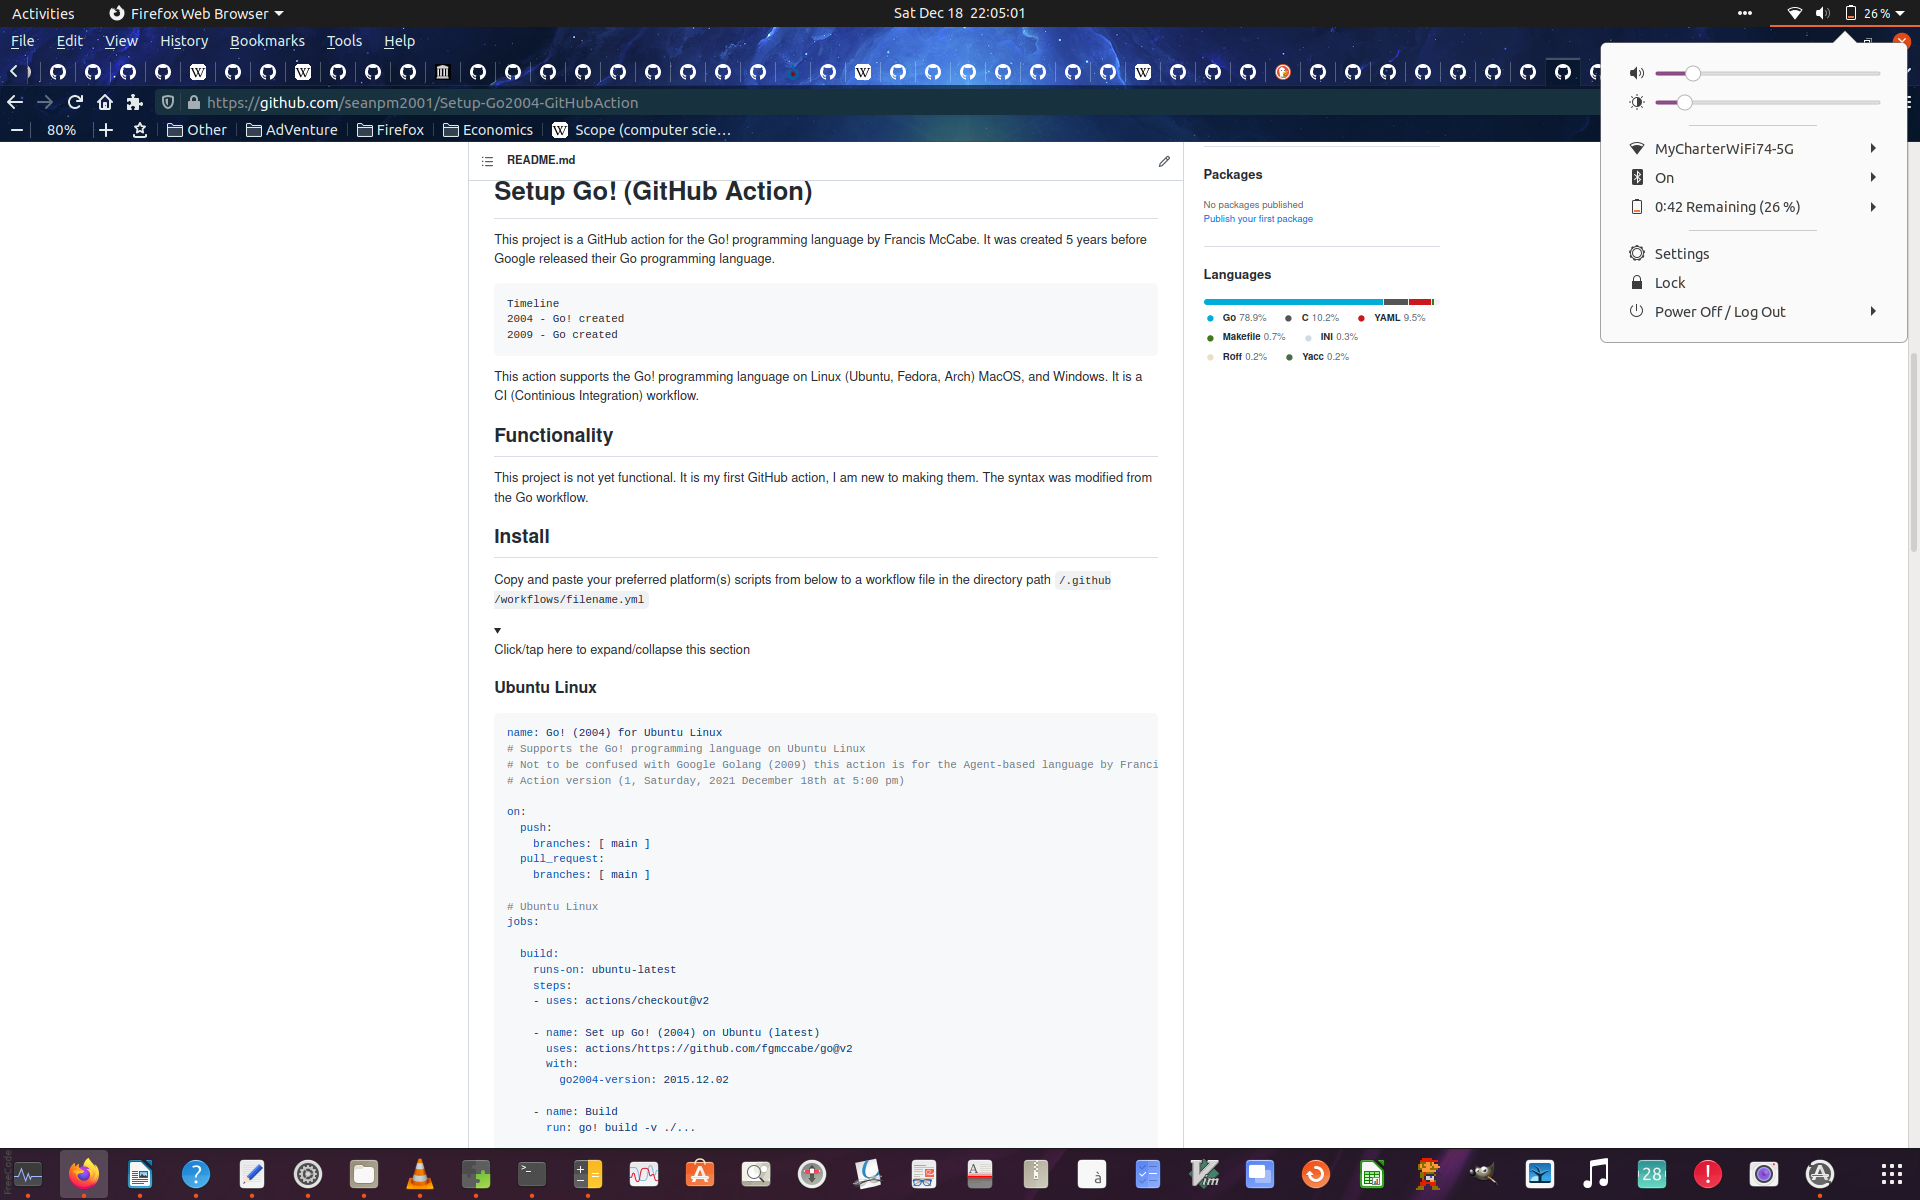 Activities
Firefox Web Browser
Sat Dec 18 22:05:01
26 %
File Edit View History Bookmarks Tools Help
https://github.com/seanpm2001/Setup-Go2004-GitHubAction
80%
Other
AdVenture
Firefox
Economics
Scope (computer scie…
README.md
Setup Go! (GitHub Action)
This project is a GitHub action for the Go! programming language by Francis McCabe. It was created 5 years before
Google released their Go programming language.
Timeline
2004 - Go! created
2009 - Go created
This action supports the Go! programming language on Linux (Ubuntu, Fedora, Arch) MacOS, and Windows. It is a
CI (Continious Integration) workflow.
Functionality
This project is not yet functional. It is my first GitHub action, I am new to making them. The syntax was modified from
the Go workflow.
Install
Copy and paste your preferred platform(s) scripts from below to a workflow file in the directory path /.github
/workflows/filename.yml
Click/tap here to expand/collapse this section
Ubuntu Linux
name: Go! (2004) for Ubuntu Linux
# Supports the Go! programming language on Ubuntu Linux
# Not to be confused with Google Golang (2009) this action is for the Agent-based language by Franci
# Action version (1, Saturday, 2021 December 18th at 5:00 pm)
on:
push:
branches: [ main ]
pull_request:
branches: [ main ]
# Ubuntu Linux
jobs:
build:
runs-on: ubuntu-latest
steps:
- uses: actions/checkout@v2
- name: Set up Go! (2004) on Ubuntu (latest)
uses: actions/https://github.com/fgmccabe/go@v2
with:
go2004-version: 2015.12.02
- name: Build
run: go! build -v ./...
Packages
No packages published
Publish your first package
Languages
Go 78.9% C 10.2% YAML 9.5%
Makefile 0.7% INI 0.3%
Roff 0.2% Yacc 0.2%
MyCharterWiFi74-5G
On
0:42 Remaining (26 %)
Settings
Lock
Power Off / Log Out
FreeCode
28